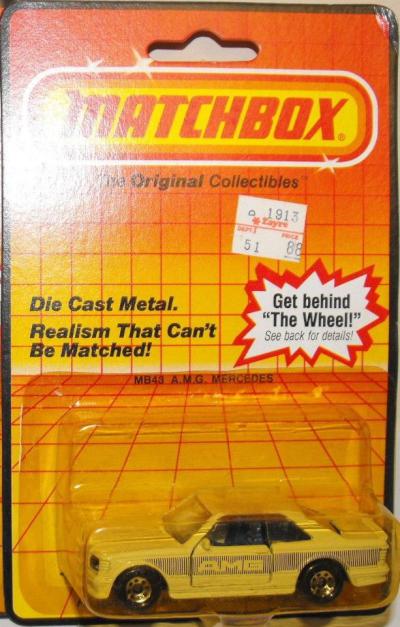 MATCHBOX®
The Original Collectibles™
1913
Zayre
DEPT PRICE
51 88
Die Cast Metal.
Realism That Can't
Be Matched!
Get behind
"The Wheel!"
See back for details!
MB43 A.M.G. MERCEDES
AMG